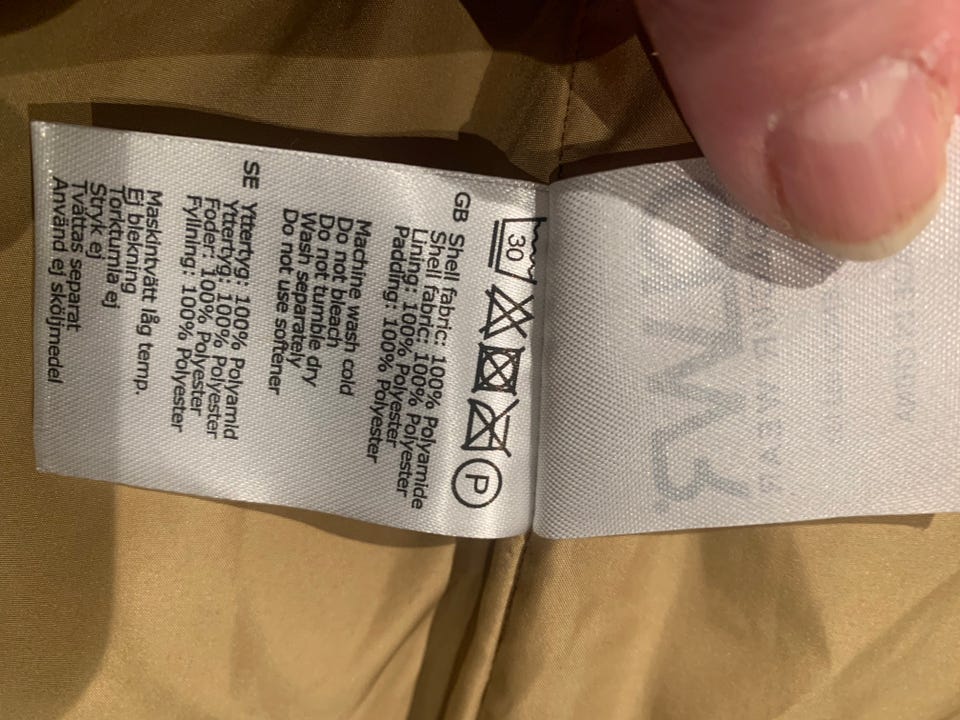 30
P
GB Shell fabric: 100% Polyamide
Shell fabric: 100% Polyester
Lining: 100% Polyester
Padding: 100% Polyester
Machine wash cold
Do not bleach
Do not tumble dry
Wash separately
Do not use softener
SE Yttertyg: 100% Polyamid
Yttertyg: 100% Polyester
Foder: 100% Polyester
Fyllning: 100% Polyester
Maskintvätt låg temp.
Ej blekning
Torktumla ej
Stryk ej
Tvättas separat
Använd ej sköljmedel